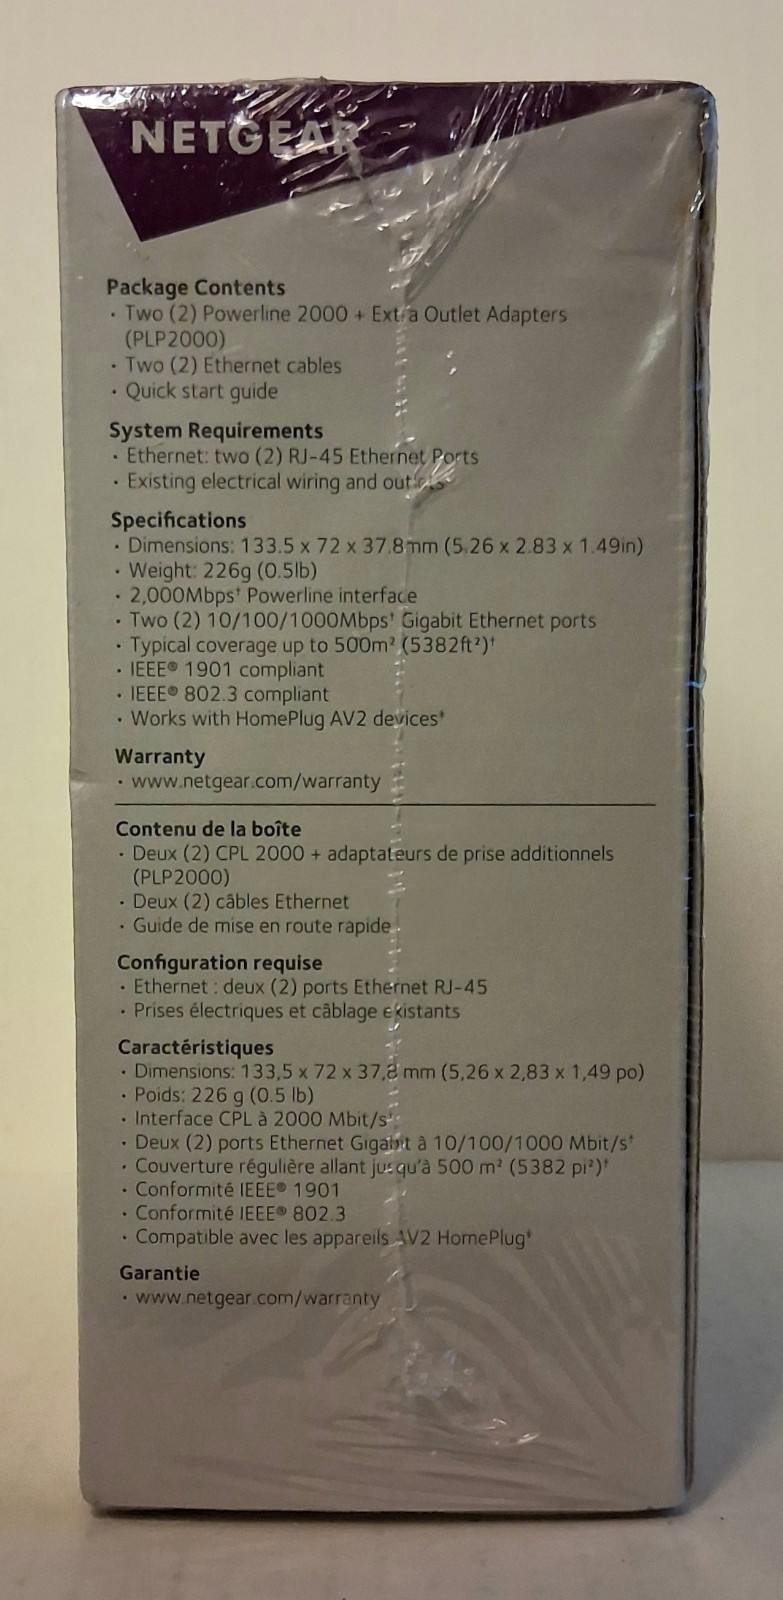 NETGEAR
Package Contents
· Two (2) Powerline 2000 + Extra Outlet Adapters
(PLP2000)
· Two (2) Ethernet cables
· Quick start guide
System Requirements
· Ethernet: two (2) RJ-45 Ethernet Ports
· Existing electrical wiring and outlets
Specifications
· Dimensions: 133.5 x 72 x 37.8mm (5.26 x 2.83 x 1.49in)
· Weight: 226g (0.5lb)
· 2,000Mbps† Powerline interface
· Two (2) 10/100/1000Mbps† Gigabit Ethernet ports
· Typical coverage up to 500m² (5382ft²)†
· IEEE® 1901 compliant
· IEEE® 802.3 compliant
· Works with HomePlug AV2 devices‡
Warranty
· www.netgear.com/warranty
Contenu de la boîte
· Deux (2) CPL 2000 + adaptateurs de prise additionnels
(PLP2000)
· Deux (2) câbles Ethernet
· Guide de mise en route rapide
Configuration requise
· Ethernet : deux (2) ports Ethernet RJ-45
· Prises électriques et câblage existants
Caractéristiques
· Dimensions: 133,5 x 72 x 37,8 mm (5,26 x 2,83 x 1,49 po)
· Poids: 226 g (0.5 lb)
· Interface CPL à 2000 Mbit/s†
· Deux (2) ports Ethernet Gigabit à 10/100/1000 Mbit/s†
· Couverture régulière allant jusqu'à 500 m² (5382 pi²)†
· Conformité IEEE® 1901
· Conformité IEEE® 802.3
· Compatible avec les appareils AV2 HomePlug‡
Garantie
· www.netgear.com/warranty